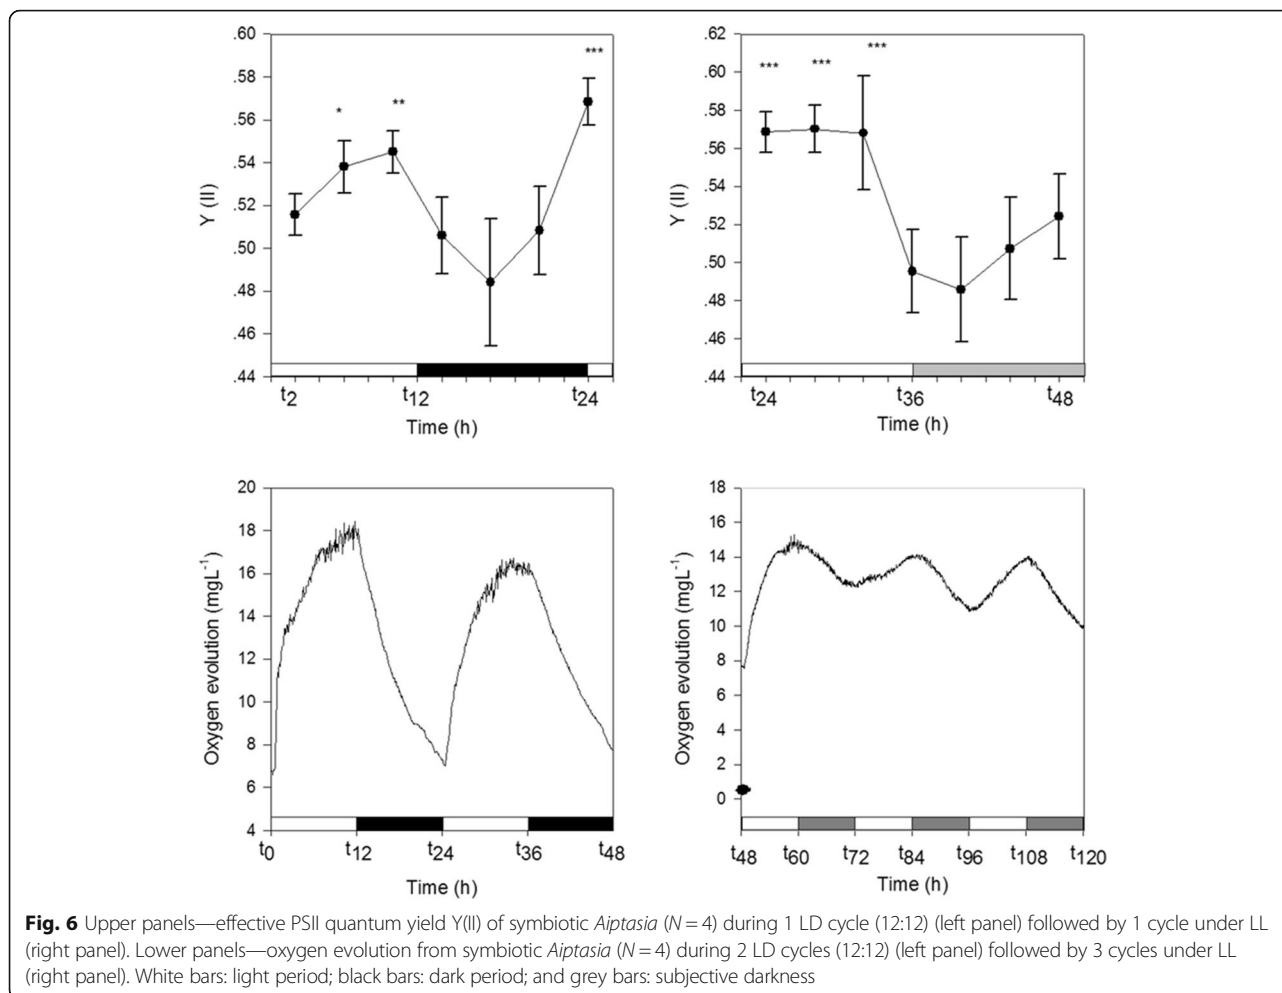 .60
.58
.56
.54
.52
.50
.48
.46
.44
Y (II)
*
**
***
t2
t12
t24
Time (h)
.62
.60
.58
.56
.54
.52
.50
.48
.46
.44
Y (II)
***
***
***
t24
t36
t48
Time (h)
20
18
16
14
12
10
8
6
4
Oxygen evolution (mgL-1)
t0
t12
t24
t36
t48
Time (h)
18
16
14
12
10
8
6
4
2
0
Oxygen evolution (mgL-1)
t48
t60
t72
t84
t96
t108
t120
Time (h)
Fig. 6 Upper panels—effective PSII quantum yield Y(II) of symbiotic Aiptasia (N = 4) during 1 LD cycle (12:12) (left panel) followed by 1 cycle under LL
(right panel). Lower panels—oxygen evolution from symbiotic Aiptasia (N = 4) during 2 LD cycles (12:12) (left panel) followed by 3 cycles under LL
(right panel). White bars: light period; black bars: dark period; and grey bars: subjective darkness